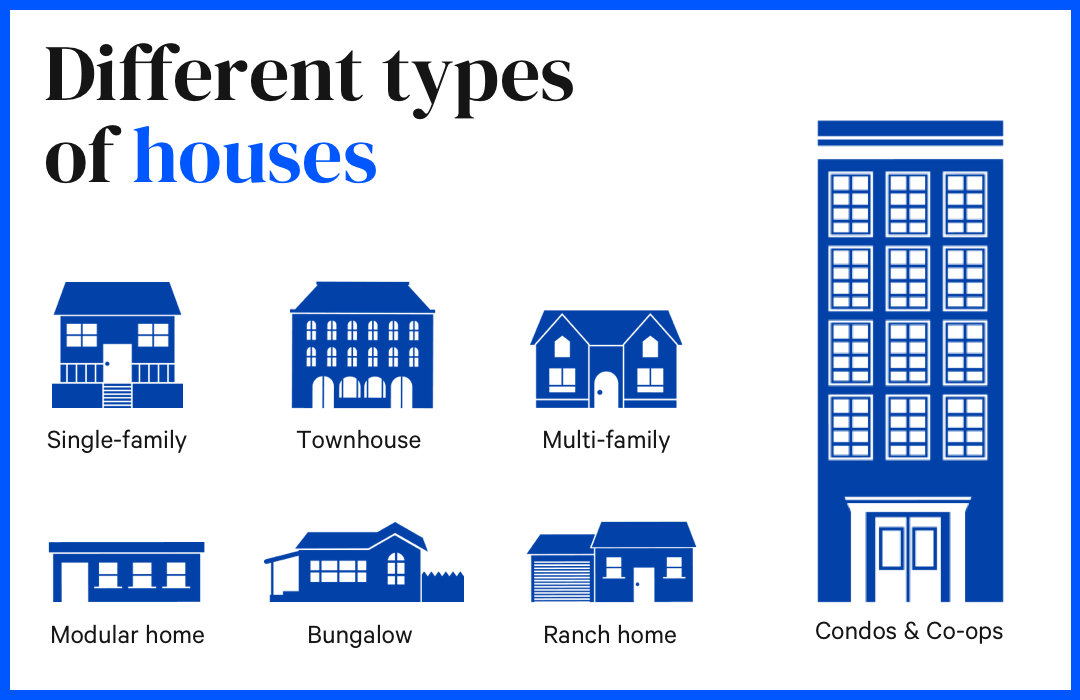 Different types
of houses
Single-family
Townhouse
Multi-family
Modular home
Bungalow
Ranch home
Condos & Co-ops